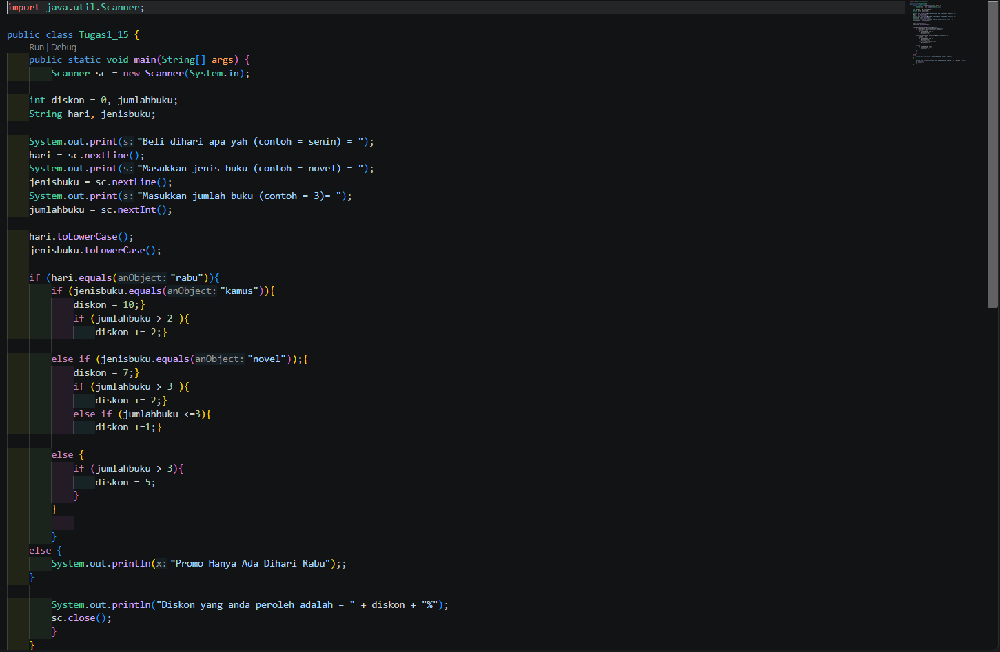 import java.util.Scanner;
public class Tugas1_15 {
Run | Debug
public static void main(String[] args) {
Scanner sc = new Scanner(System.in);
int diskon = 0, jumlahbuku;
String hari, jenisbuku;
System.out.print(s: "Beli dihari apa yah (contoh = senin) = ");
hari = sc.nextLine();
System.out.print(s: "Masukkan jenis buku (contoh = novel) = ");
jenisbuku = sc.nextLine();
System.out.print(s: "Masukkan jumlah buku (contoh = 3)= ");
jumlahbuku = sc.nextInt();
hari.toLowerCase();
jenisbuku.toLowerCase();
if (hari.equals(anObject: "rabu")){
if (jenisbuku.equals(anObject: "kamus")){
diskon = 10;}
if (jumlahbuku > 2 ){
diskon += 2;}
else if (jenisbuku.equals(anObject: "novel"));{
diskon = 7;}
if (jumlahbuku > 3 ){
diskon += 2;}
else if (jumlahbuku <=3){
diskon +=1;}
else {
if (jumlahbuku > 3){
diskon = 5;
}
}
}
else {
System.out.println(x: "Promo Hanya Ada Dihari Rabu");;
}
System.out.println("Diskon yang anda peroleh adalah = " + diskon + "%");
sc.close();
}
}